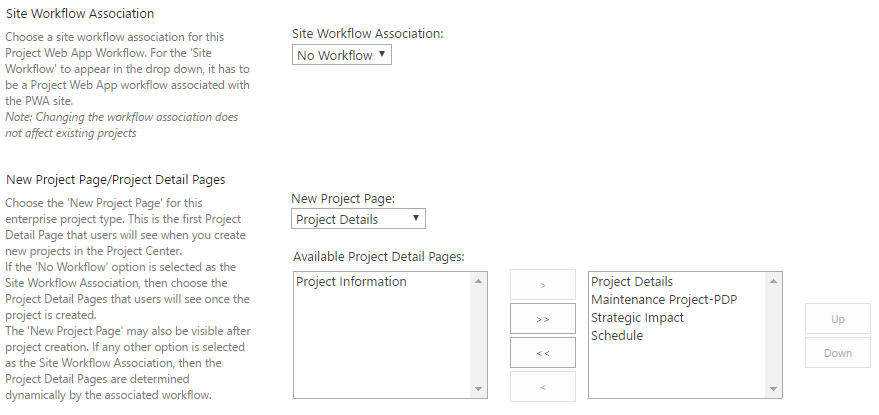 Site Workflow Association
Choose a site workflow association for this
Project Web App Workflow. For the 'Site
Workflow' to appear in the drop down, it has to
be a Project Web App workflow associated with
the PWA site.
Note: Changing the workflow association does
not affect existing projects
Site Workflow Association:
No Workflow
New Project Page/Project Detail Pages
Choose the 'New Project Page' for this
enterprise project type. This is the first Project
Detail Page that users will see when you create
new projects in the Project Center.
If the 'No Workflow' option is selected as the
Site Workflow Association, then choose the
Project Detail Pages that users will see once the
project is created.
The 'New Project Page' may also be visible after
project creation. If any other option is selected
as the Site Workflow Association, then the
Project Detail Pages are determined
dynamically by the associated workflow.
New Project Page:
Project Details
Available Project Detail Pages:
Project Information
>
>>
<<
<
Project Details
Maintenance Project-PDP
Strategic Impact
Schedule
Up
Down